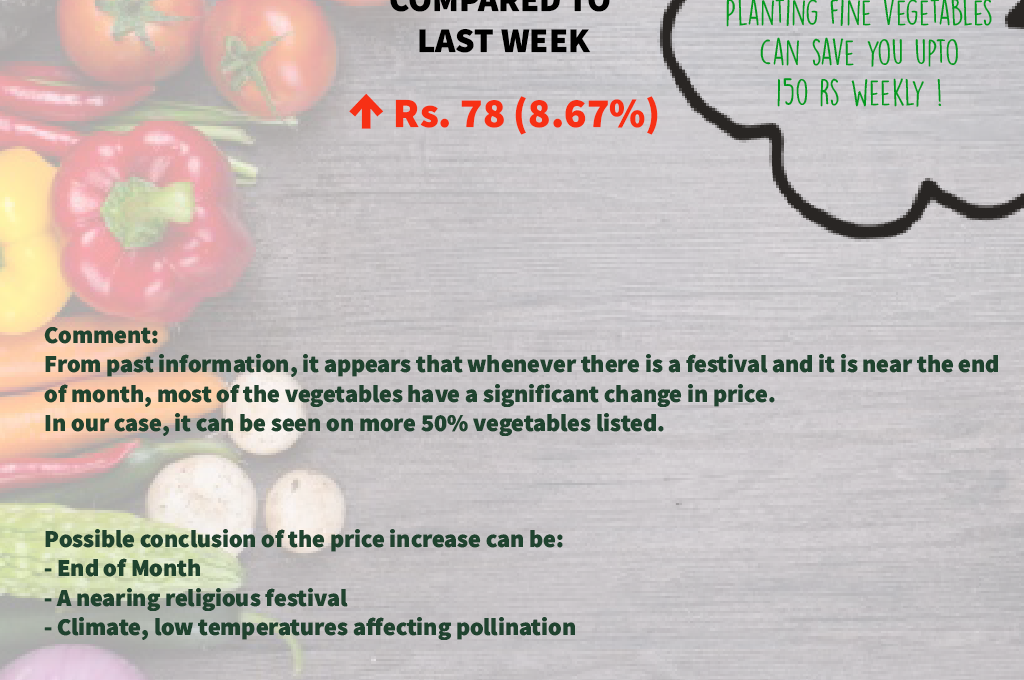 COMPARED TO
LAST WEEK
↑ Rs. 78 (8.67%)
PLANTING FINE VEGETABLES
CAN SAVE YOU UPTO
150 RS WEEKLY !
Comment:
From past information, it appears that whenever there is a festival and it is near the end
of month, most of the vegetables have a significant change in price.
In our case, it can be seen on more 50% vegetables listed.
Possible conclusion of the price increase can be:
- End of Month
- A nearing religious festival
- Climate, low temperatures affecting pollination